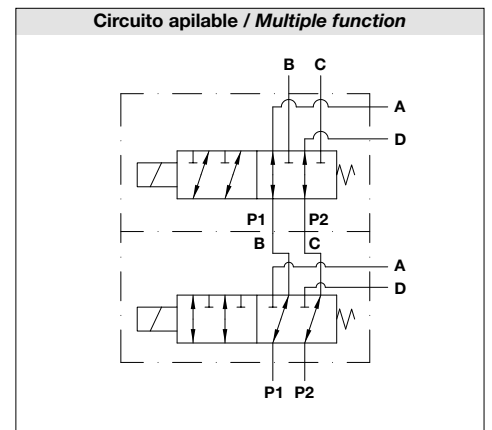 Circuito apilable / Multiple function
B C
A
D
P1 P2
B C
A
D
P1 P2